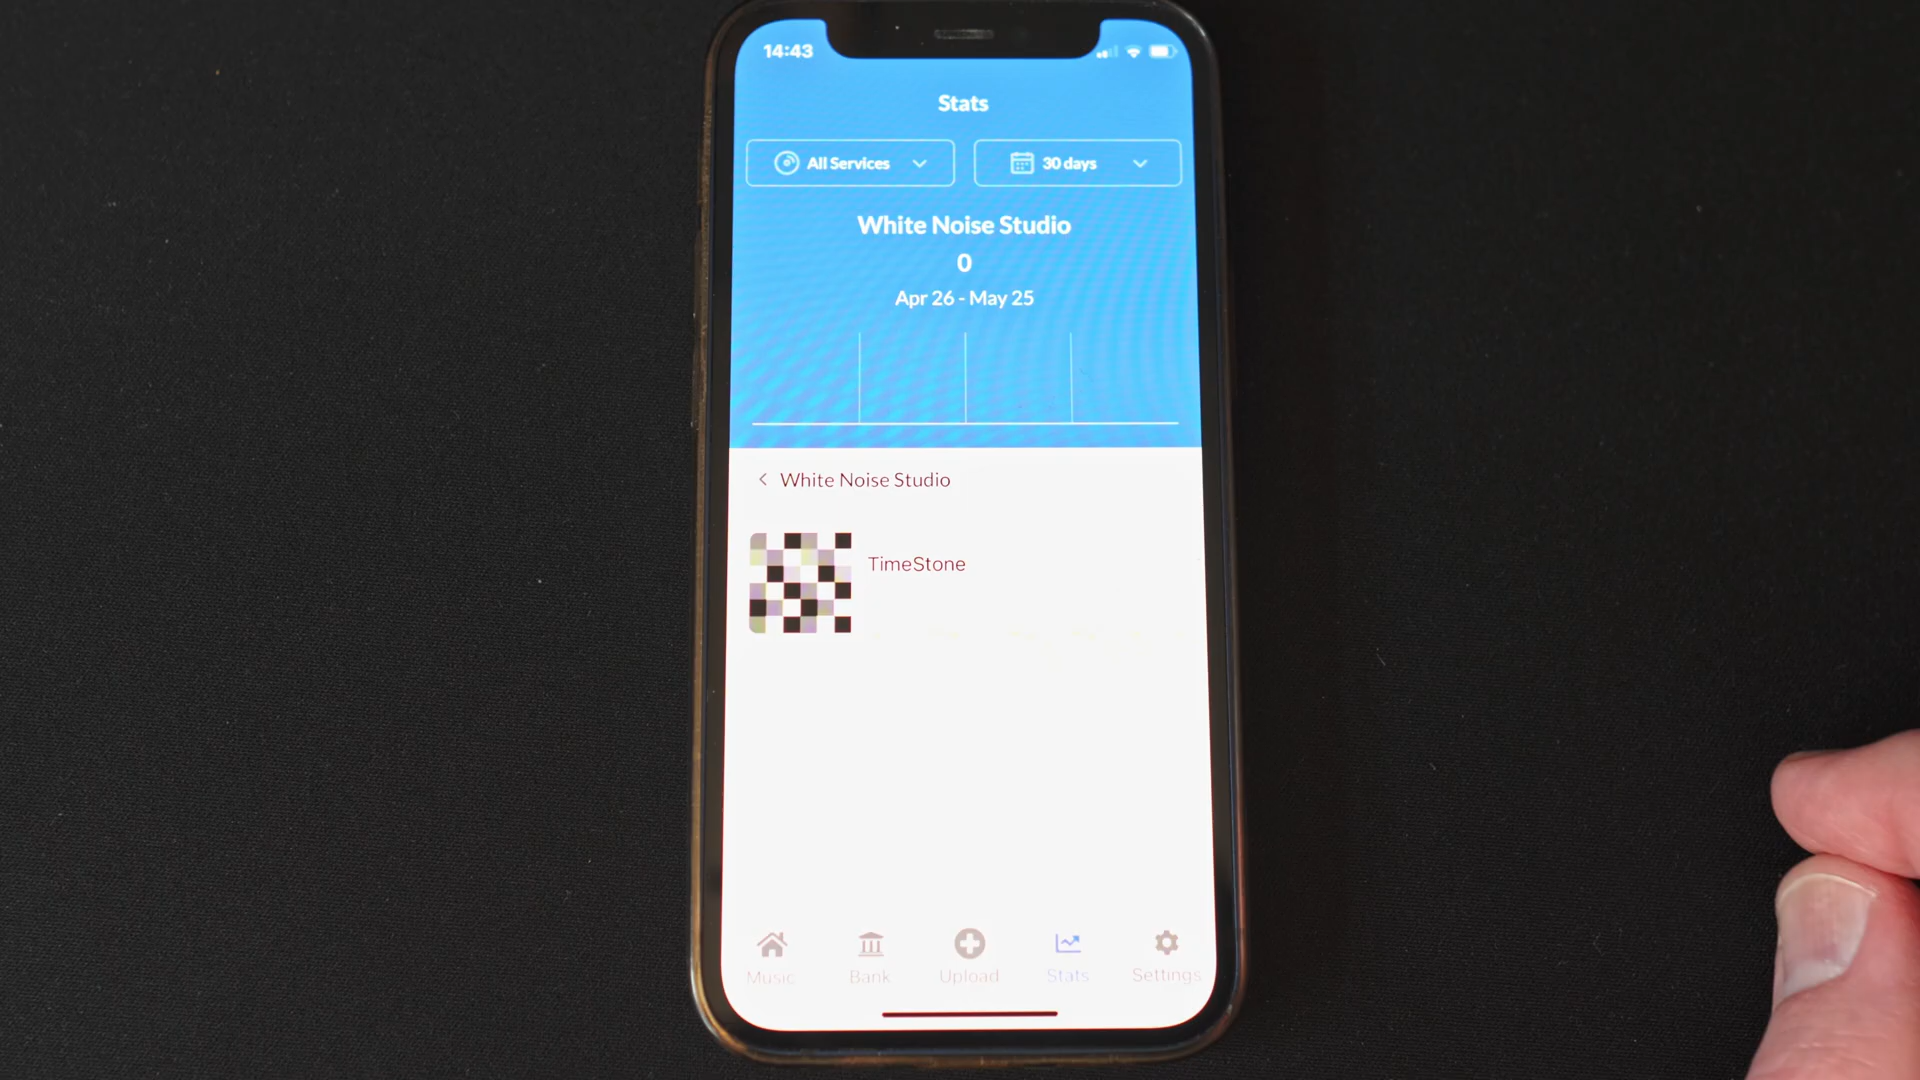 14:43
Stats
All Services
30 days
White Noise Studio
0
Apr 26 - May 25
White Noise Studio
TimeStone
Music
Bank
Upload
Stats
Settings